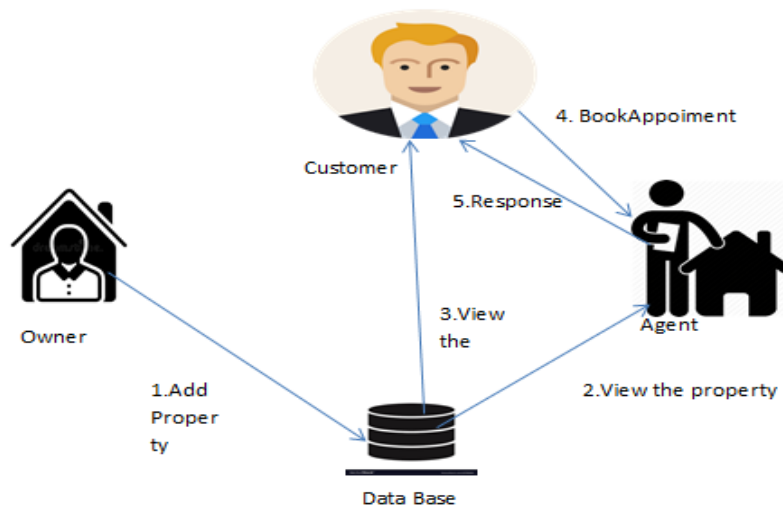 4. BookAppoiment
Customer
5.Response
Owner
Agent
3.View
the
1.Add
Proper
ty
2.View the property
Data Base